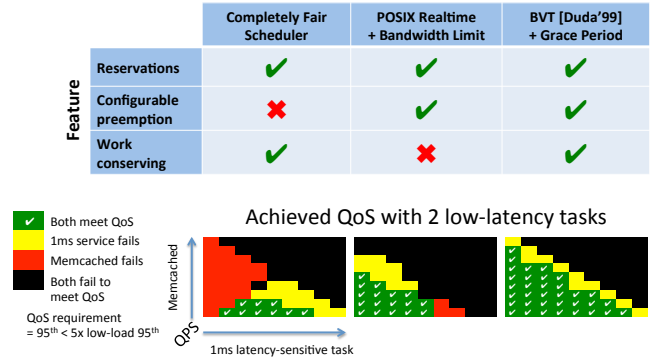 Completely Fair
Scheduler
POSIX Realtime
+ Bandwidth Limit
BVT [Duda'99]
+ Grace Period
Feature
Reservations
✔ ✔ ✔
Configurable
preemption
✖ ✔ ✔
Work
conserving
✔ ✖ ✔
Achieved QoS with 2 low-latency tasks
Both meet QoS
1ms service fails
Memcached fails
Both fail to
meet QoS
QoS requirement
= 95th < 5x low-load 95th
Memcached
QPS
1ms latency-sensitive task